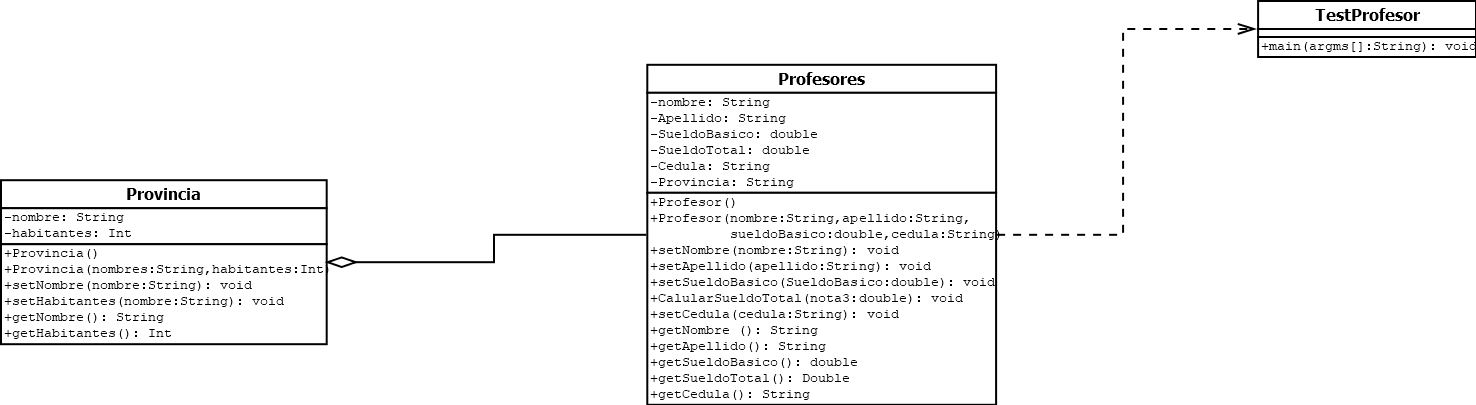 TestProfesor
+main(argms[]:String): void
Profesores
-nombre: String
-Apellido: String
-SueldoBasico: double
-SueldoTotal: double
-Cedula: String
-Provincia: String
+Profesor()
+Profesor(nombre:String,apellido:String,
sueldoBasico:double,cedula:String)
+setNombre(nombre:String): void
+setApellido(apellido:String): void
+setSueldoBasico(SueldoBasico:double): void
+CalularSueldoTotal(nota3:double): void
+setCedula(cedula:String): void
+getNombre (): String
+getApellido(): String
+getSueldoBasico(): double
+getSueldoTotal(): Double
+getCedula(): String
Provincia
-nombre: String
-habitantes: Int
+Provincia()
+Provincia(nombres:String,habitantes:Int)
+setNombre(nombre:String): void
+setHabitantes(nombre:String): void
+getNombre(): String
+getHabitantes(): Int